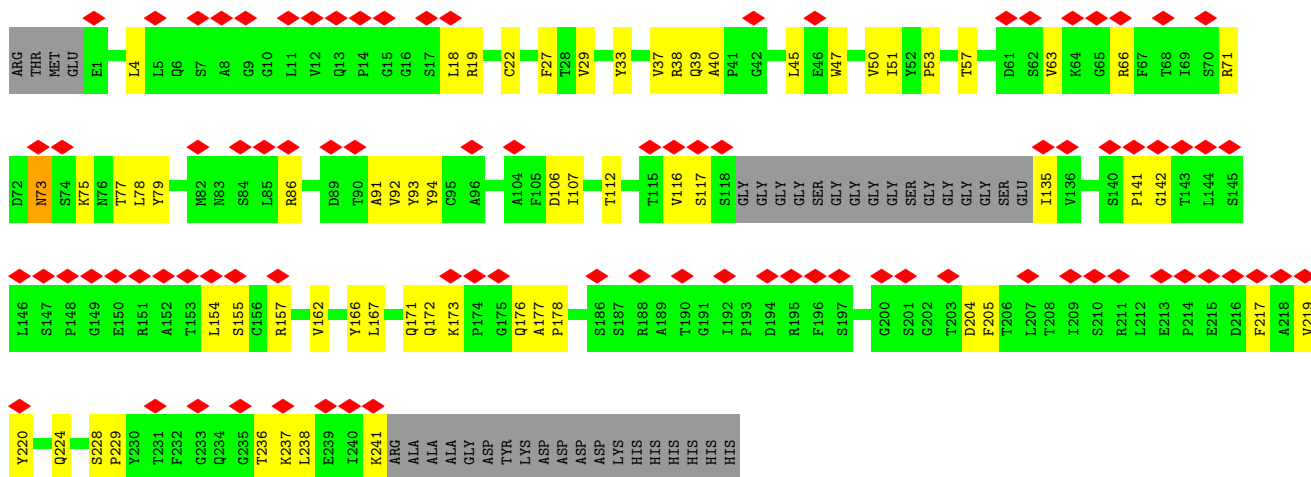 ARG THR MET GLU E1 L4 L5 Q6 S7 A8 G9 G10 L11 V12 Q13 P14 G15 G16 S17 L18 R19 C22 F27 T28 V29 Y33 V37 R38 Q39 A40 P41 G42 L45 E46 W47 V50 I51 Y52 P53 T57 D61 S62 V63 K64 G65 R66 F67 T68 I69 S70 R71
D72 N73 S74 K75 N76 T77 L78 Y79 M82 N83 S84 L85 R86 D89 T90 A91 V92 Y93 Y94 C95 A96 A104 F105 D106 I107 T112 T115 V116 S117 S118 GLY GLY GLY GLY SER GLY GLY GLY GLY SER GLY GLY GLY GLY SER GLU I135 V136 S140 P141 G142 T143 L144 S145
L146 S147 P148 G149 E150 R151 A152 T153 L154 S155 C156 R157 V162 Y166 L167 Q171 Q172 K173 P174 G175 Q176 A177 P178 S186 S187 R188 A189 T190 G191 I192 P193 D194 R195 F196 S197 G200 S201 G202 T203 D204 F205 T206 L207 T208 I209 S210 R211 L212 E213 P214 E215 D216 F217 A218 V219
Y220 Q224 S228 P229 Y230 T231 F232 G233 Q234 G235 T236 K237 L238 E239 I240 K241 ARG ALA ALA ALA GLY ASP TYR LYS ASP ASP ASP ASP LYS HIS HIS HIS HIS HIS HIS